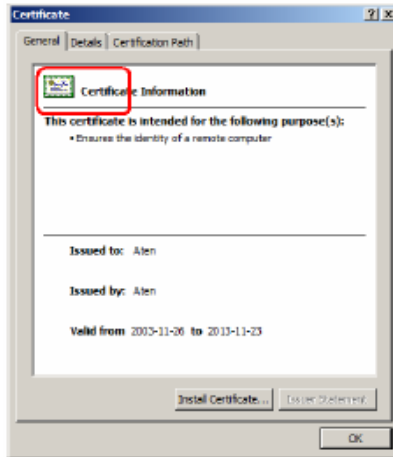 Certificate
General Details Certification Path
Certificate Information
This certificate is intended for the following purpose(s):
• Ensures the identity of a remote computer
Issued to: Aten
Issued by: Aten
Valid from 2003-11-26 to 2013-11-23
Install Certificate... Issuer Statement
OK